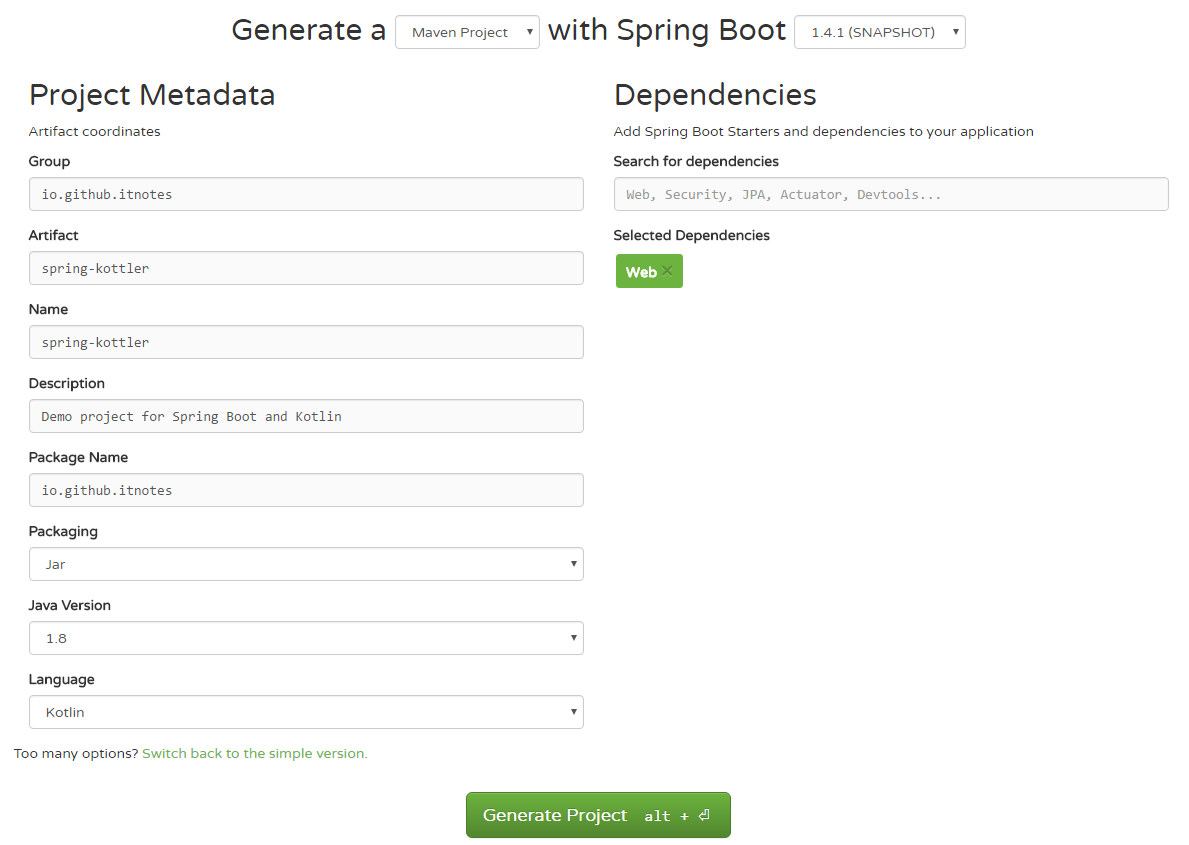 Generate a Maven Project with Spring Boot 1.4.1 (SNAPSHOT)
Project Metadata
Artifact coordinates
Group
io.github.itnotes
Artifact
spring-kottler
Name
spring-kottler
Description
Demo project for Spring Boot and Kotlin
Package Name
io.github.itnotes
Packaging
Jar
Java Version
1.8
Language
Kotlin
Too many options? Switch back to the simple version.
Dependencies
Add Spring Boot Starters and dependencies to your application
Search for dependencies
Web, Security, JPA, Actuator, Devtools...
Selected Dependencies
Web ×
Generate Project alt + ⏎